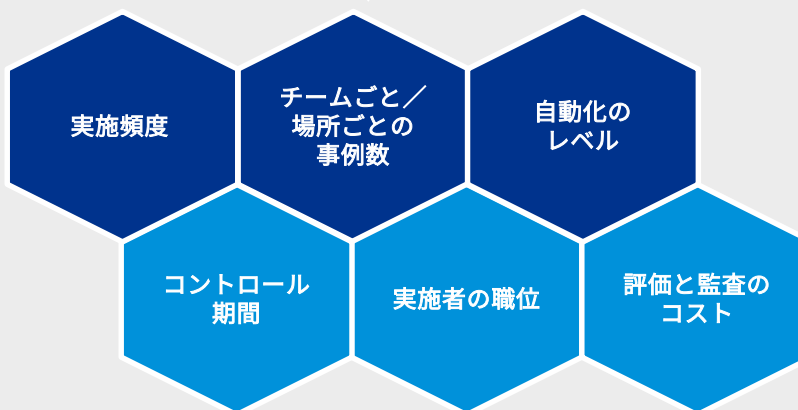 実施頻度
チームごと／
場所ごとの
事例数
自動化の
レベル
コントロール
期間
実施者の職位
評価と監査の
コスト